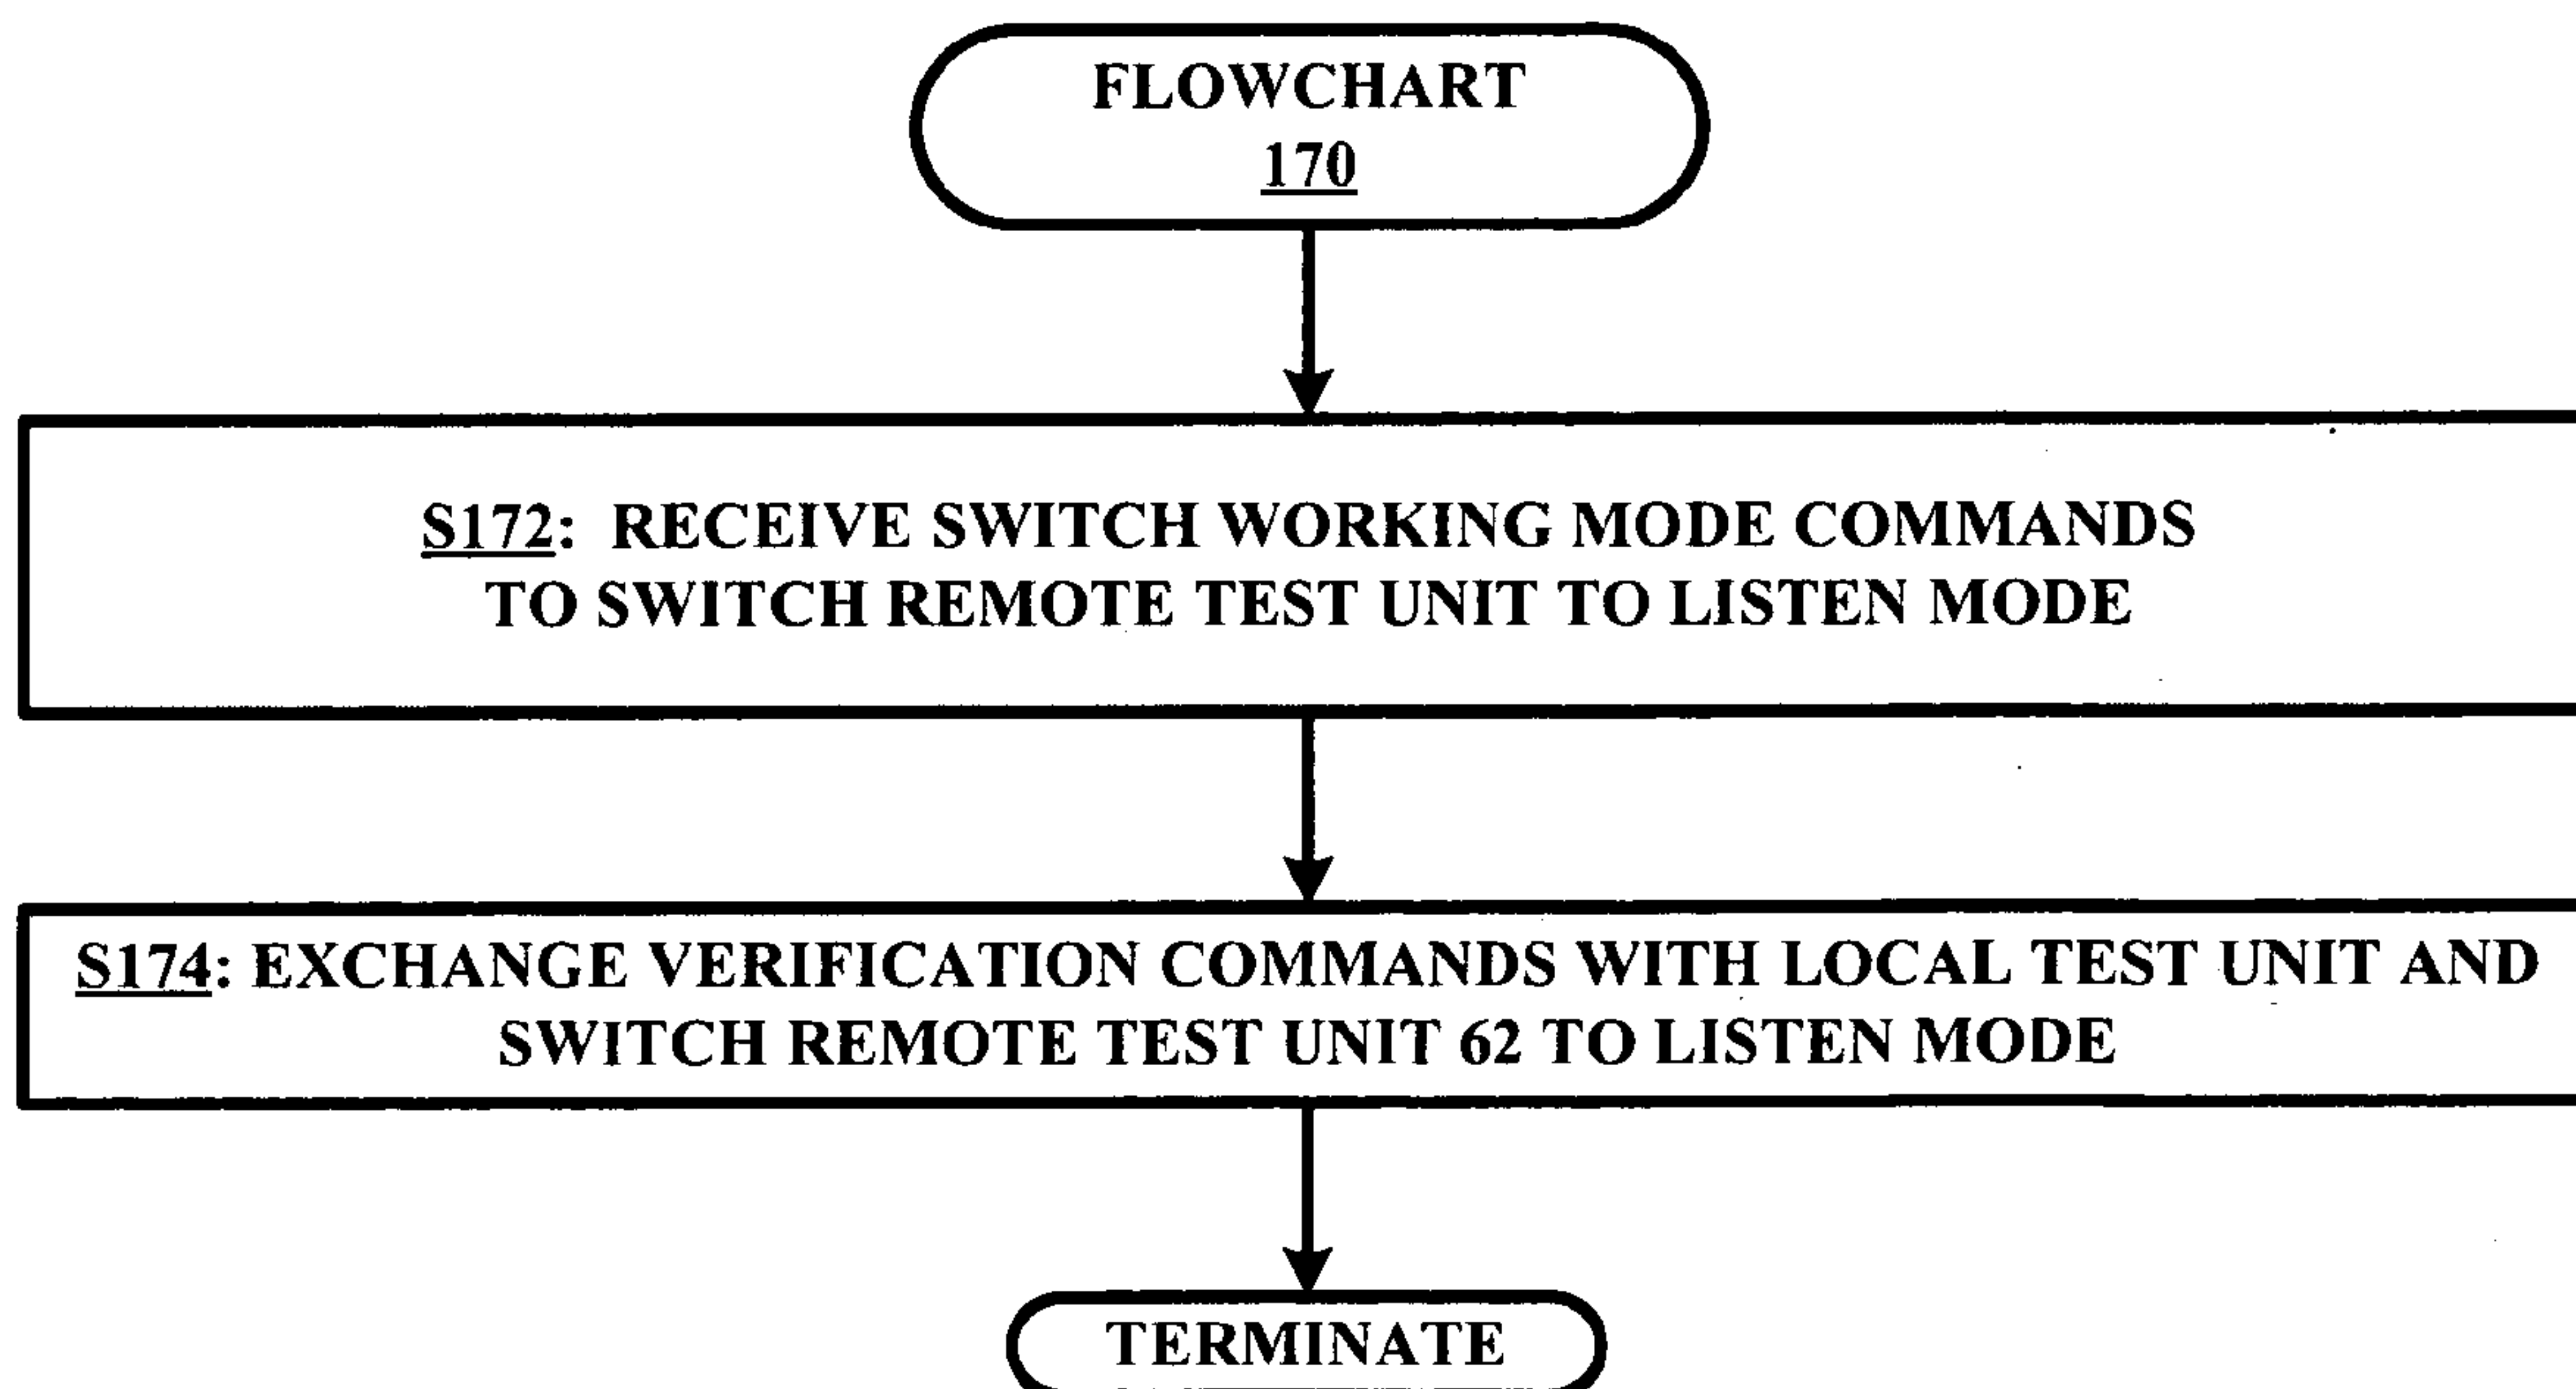 FLOWCHART
170
S172: RECEIVE SWITCH WORKING MODE COMMANDS
TO SWITCH REMOTE TEST UNIT TO LISTEN MODE
S174: EXCHANGE VERIFICATION COMMANDS WITH LOCAL TEST UNIT AND
SWITCH REMOTE TEST UNIT 62 TO LISTEN MODE
TERMINATE